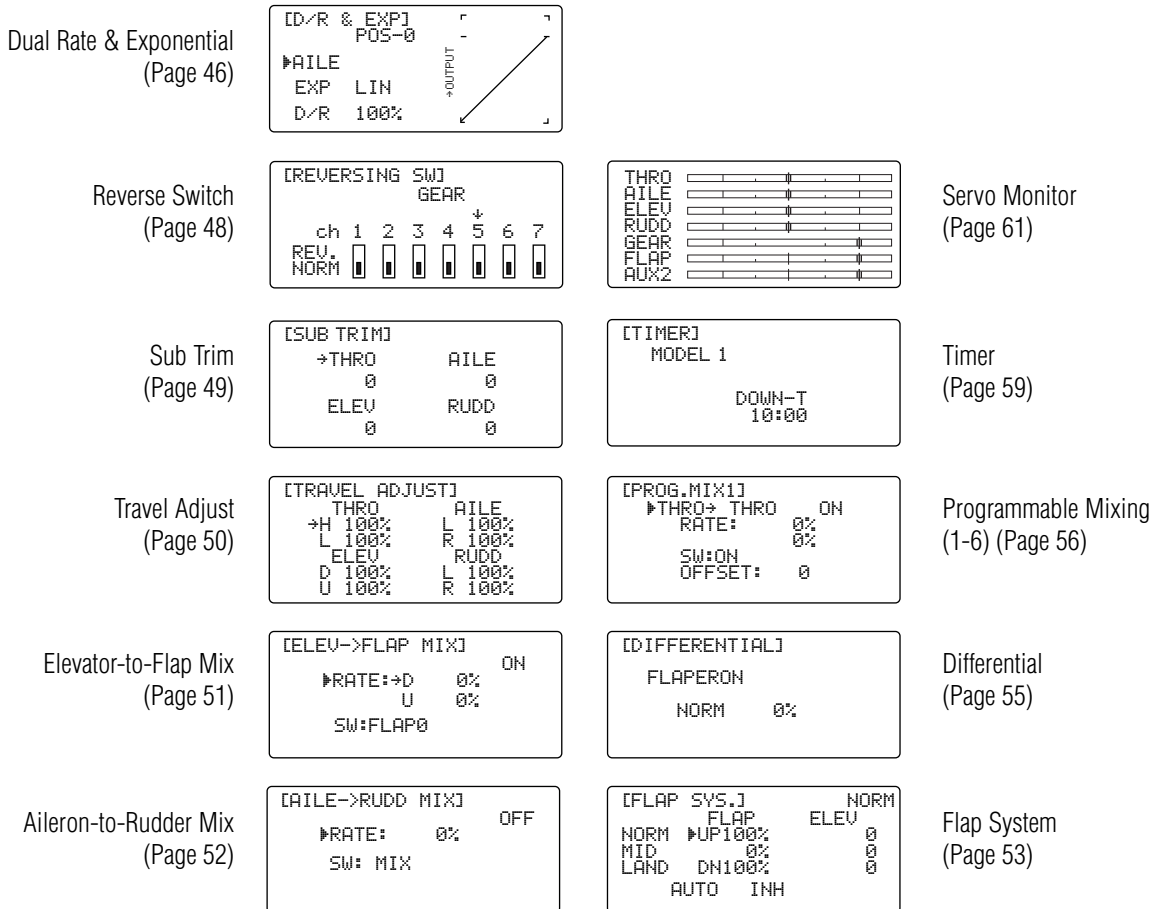 Dual Rate & Exponential
(Page 46)
[D/R & EXP]
POS-0
▶AILE
EXP LIN
D/R 100%
→OUTPUT
Reverse Switch
(Page 48)
[REVERSING SW]
GEAR
↓
ch 1 2 3 4 5 6 7
REV.
NORM
THRO
AILE
ELEV
RUDD
GEAR
FLAP
AUX2
Servo Monitor
(Page 61)
Sub Trim
(Page 49)
[SUB TRIM]
→THRO AILE
0 0
ELEV RUDD
0 0
[TIMER]
MODEL 1
DOWN-T
10:00
Timer
(Page 59)
Travel Adjust
(Page 50)
[TRAVEL ADJUST]
THRO AILE
→H 100% L 100%
L 100% R 100%
ELEV RUDD
D 100% L 100%
U 100% R 100%
[PROG.MIX1]
▶THRO→ THRO ON
RATE: 0%
0%
SW:ON
OFFSET: 0
Programmable Mixing
(1-6) (Page 56)
Elevator-to-Flap Mix
(Page 51)
[ELEV->FLAP MIX]
ON
▶RATE:→D 0%
U 0%
SW:FLAP0
[DIFFERENTIAL]
FLAPERON
NORM 0%
Differential
(Page 55)
Aileron-to-Rudder Mix
(Page 52)
[AILE->RUDD MIX]
OFF
▶RATE: 0%
SW: MIX
[FLAP SYS.] NORM
FLAP ELEV
NORM ▶UP100% 0
MID 0% 0
LAND DN100% 0
AUTO INH
Flap System
(Page 53)